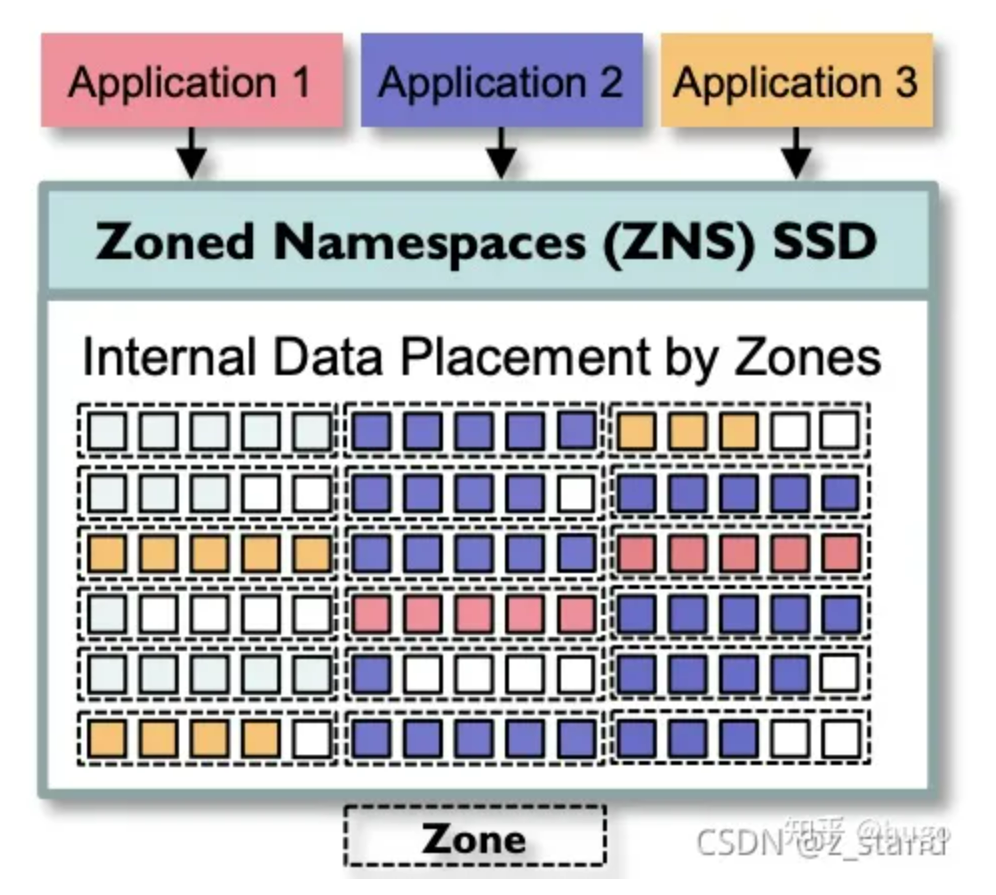 Application 1
Application 2
Application 3
Zoned Namespaces (ZNS) SSD
Internal Data Placement by Zones
Zone
知乎 @hugo
CSDN